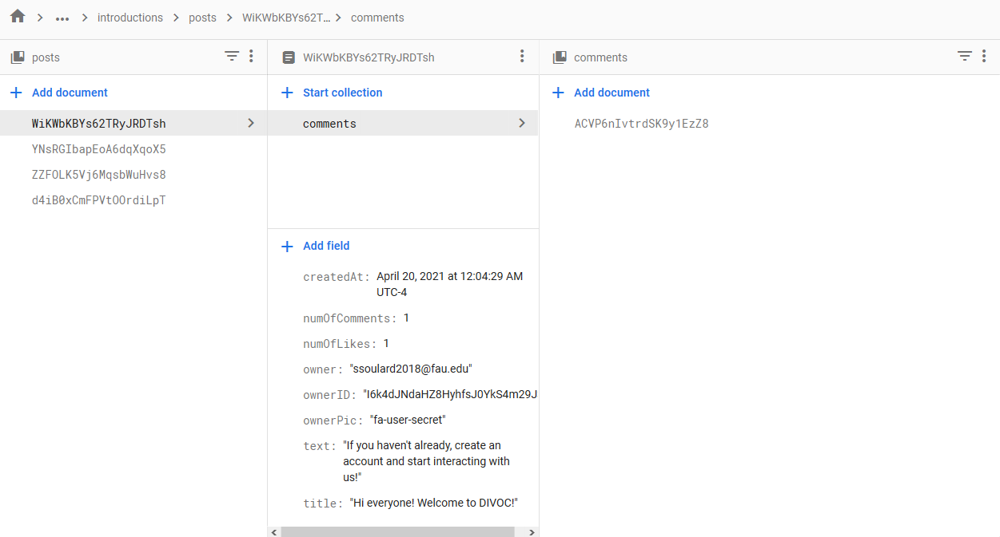 ... introductions posts WiKWbKBYs62T... comments
posts
Add document
WiKWbKBYs62TRyJRDTsh
YNsRGIbapEoA6dqXqoX5
ZZFOLK5Vj6MqsbWuHvs8
d4iB0xCmFPVtOOrdiLpT
WiKWbKBYs62TRyJRDTsh
Start collection
comments
Add field
createdAt: April 20, 2021 at 12:04:29 AM
UTC-4
numOfComments: 1
numOfLikes: 1
owner: "ssoulard2018@fau.edu"
ownerID: "I6k4dJNdaHZ8HyhfsJ0YkS4m29J
ownerPic: "fa-user-secret"
text: "If you haven't already, create an
account and start interacting with
us!"
title: "Hi everyone! Welcome to DIVOC!"
comments
Add document
ACVP6nIvtrdSK9y1EzZ8